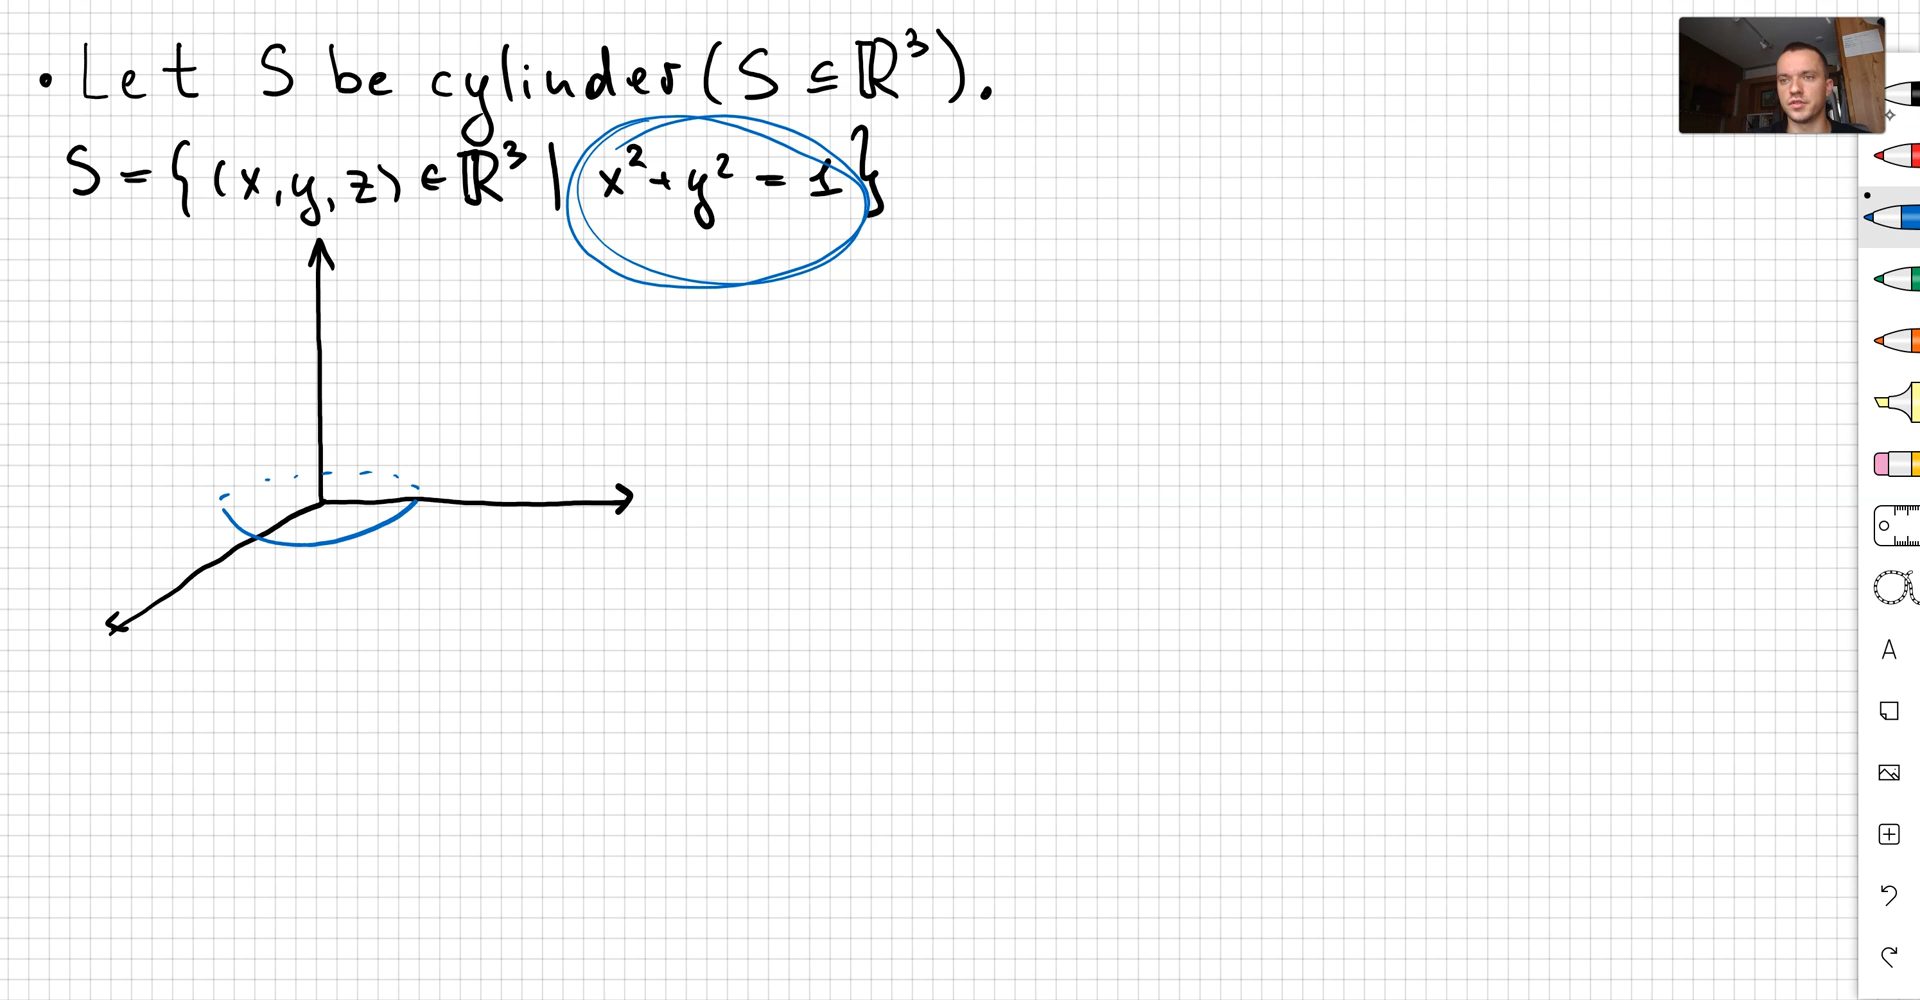 • Let S be cylinder (S ⊆ ℝ³).
S = { (x, y, z) ∈ ℝ³ | x² + y² = 1 }
A